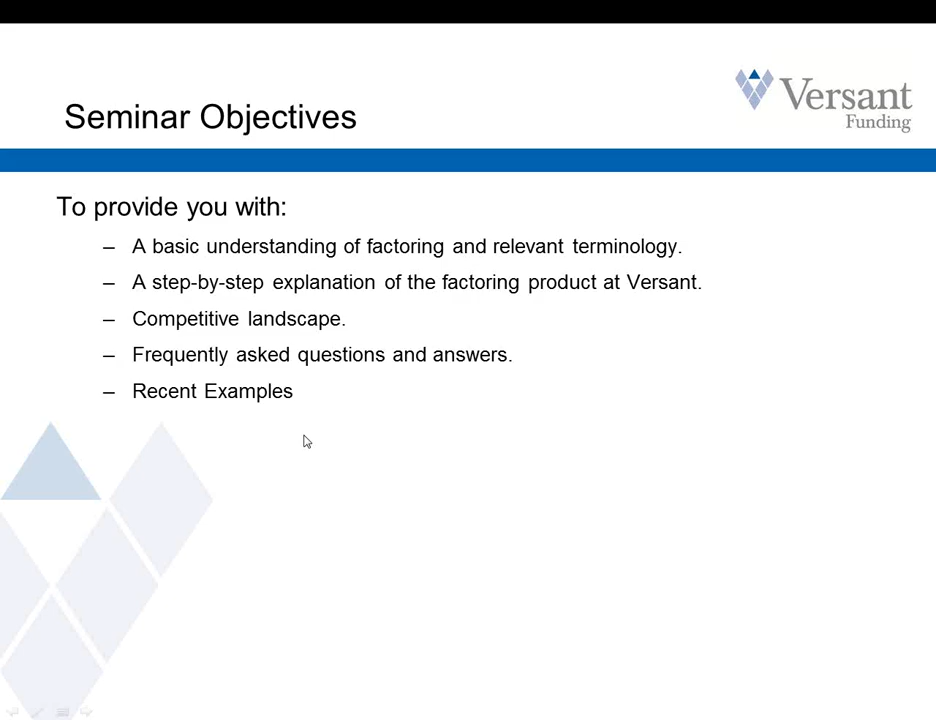 Versant
Funding
Seminar Objectives
To provide you with:
– A basic understanding of factoring and relevant terminology.
– A step-by-step explanation of the factoring product at Versant.
– Competitive landscape.
– Frequently asked questions and answers.
– Recent Examples